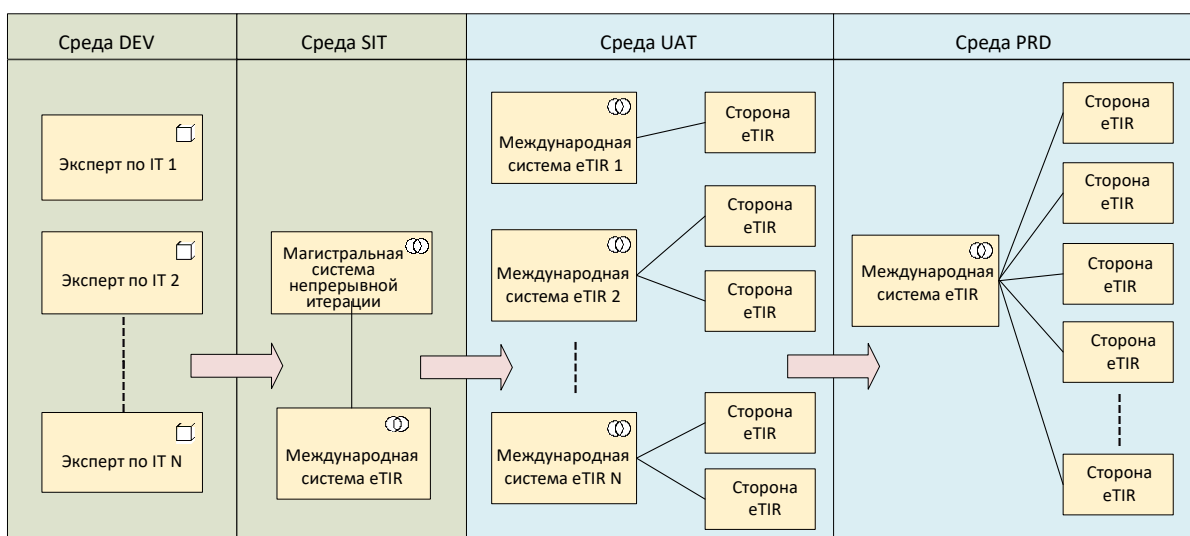 Среда DEV
Среда SIT
Среда UAT
Среда PRD
Эксперт по IT 1
Эксперт по IT 2
Эксперт по IT N
Магистральная
система
непрерывной
итерации
Международная
система eTIR
Международная
система eTIR 1
Сторона
eTIR
Международная
система eTIR 2
Сторона
eTIR
Сторона
eTIR
Международная
система eTIR N
Сторона
eTIR
Сторона
eTIR
Международная
система eTIR
Сторона
eTIR
Сторона
eTIR
Сторона
eTIR
Сторона
eTIR
Сторона
eTIR